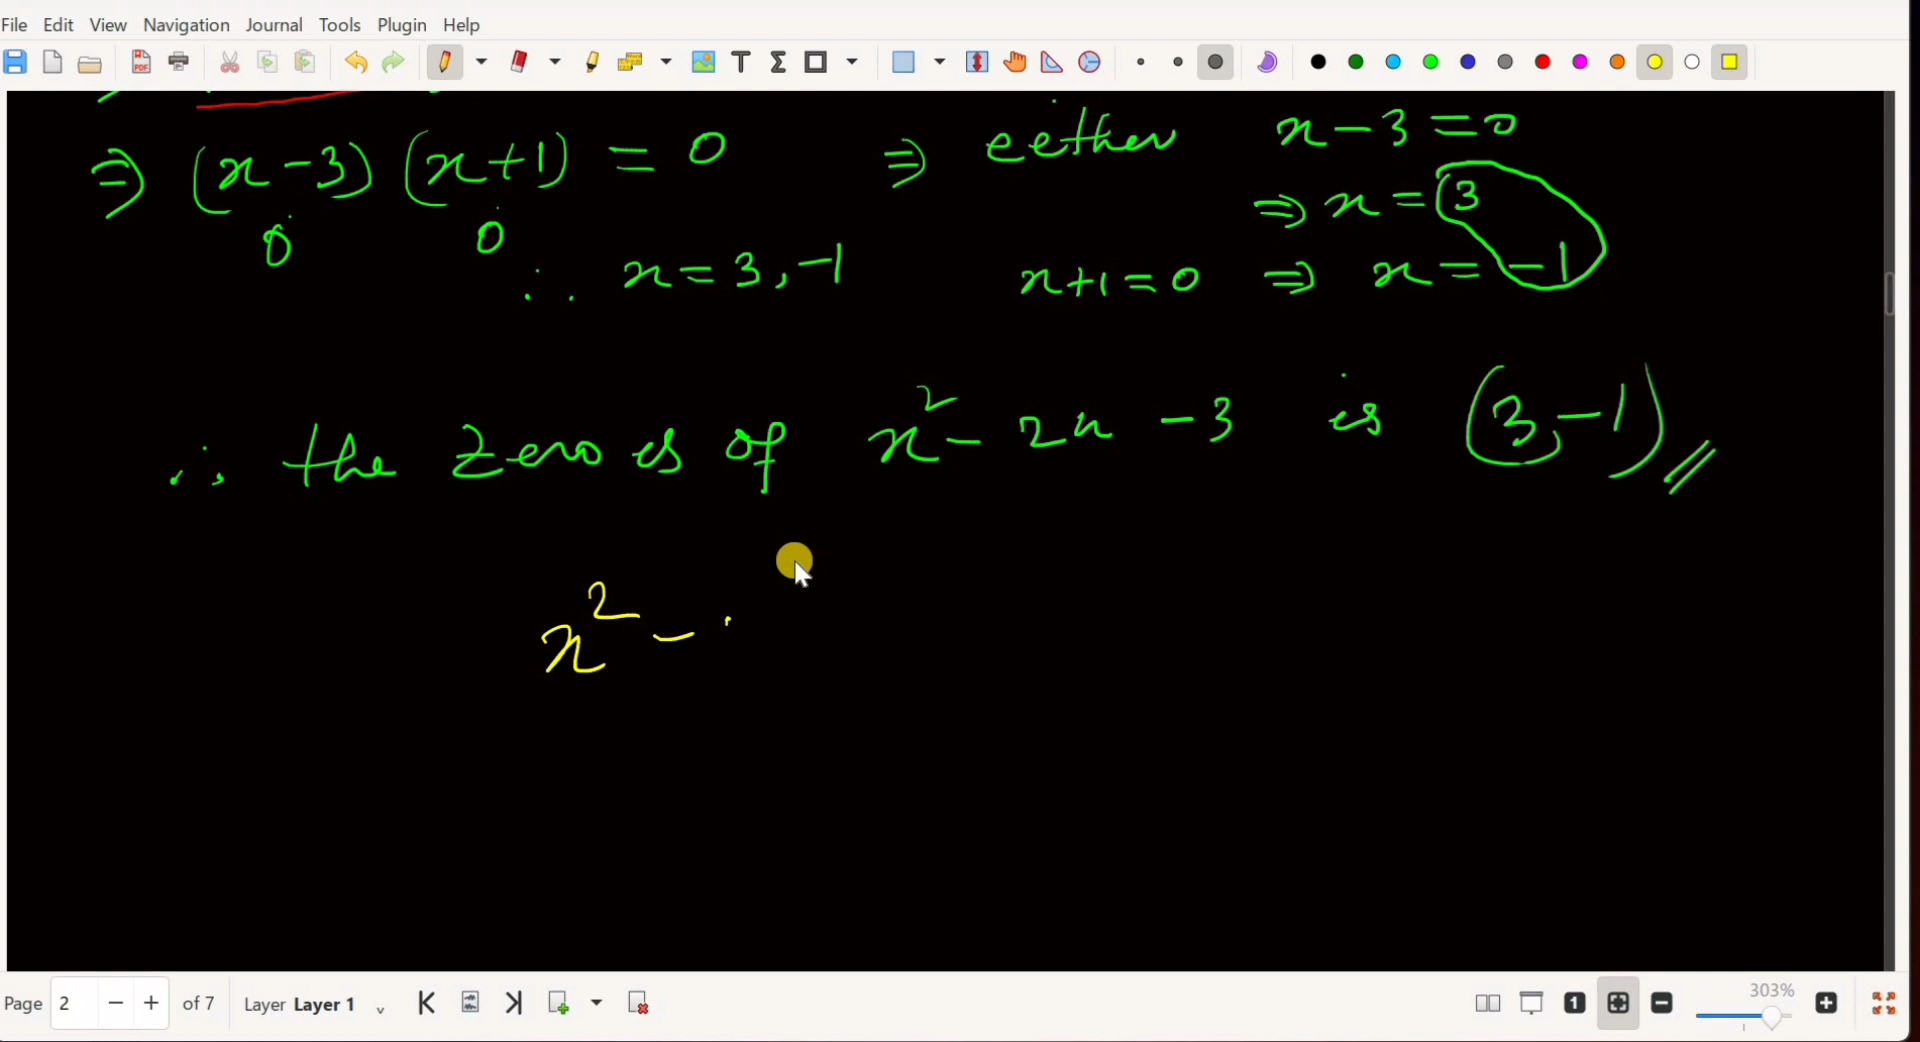 File Edit View Navigation Journal Tools Plugin Help
⇒ (x-3) (x+1) = 0 ⇒ eether x-3=0
0 0 ⇒ x=3
∴ x=3,-1 x+1=0 ⇒ x=-1
∴ the Zeroes of x²-2x-3 is (3,-1)
x² -
Page 2 of 7 Layer Layer 1 303%